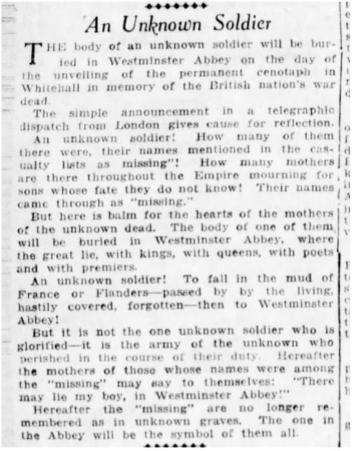 An Unknown Soldier
THE body of an unknown soldier will be bur-
ied in Westminster Abbey on the day of
the unveiling of the permanent cenotaph in
Whitehall in memory of the British nation's war
dead.
The simple announcement in a telegraphic
dispatch from London gives cause for reflection.
An unknown soldier! How many of them
there were, their names mentioned in the cas-
ualty lists as "missing"! How many mothers
are there throughout the Empire mourning for
sons whose fate they do not know! Their names
came through as "missing."
But here is balm for the hearts of the mothers
of the unknown dead. The body of one of them
will be buried in Westminster Abbey, where
the great lie, with kings, with queens, with poets
and with premiers.
An unknown soldier! To fall in the mud of
France or Flanders—passed by by the living,
hastily covered, forgotten—then to Westminster
Abbey!
But it is not the one unknown soldier who is
glorified—it is the army of the unknown who
perished in the course of their duty. Hereafter
the mothers of those whose names were among
the "missing" may say to themselves: "There
may lie my boy, in Westminster Abbey!"
Hereafter the "missing" are no longer re-
membered as in unknown graves. The one in
the Abbey will be the symbol of them all.